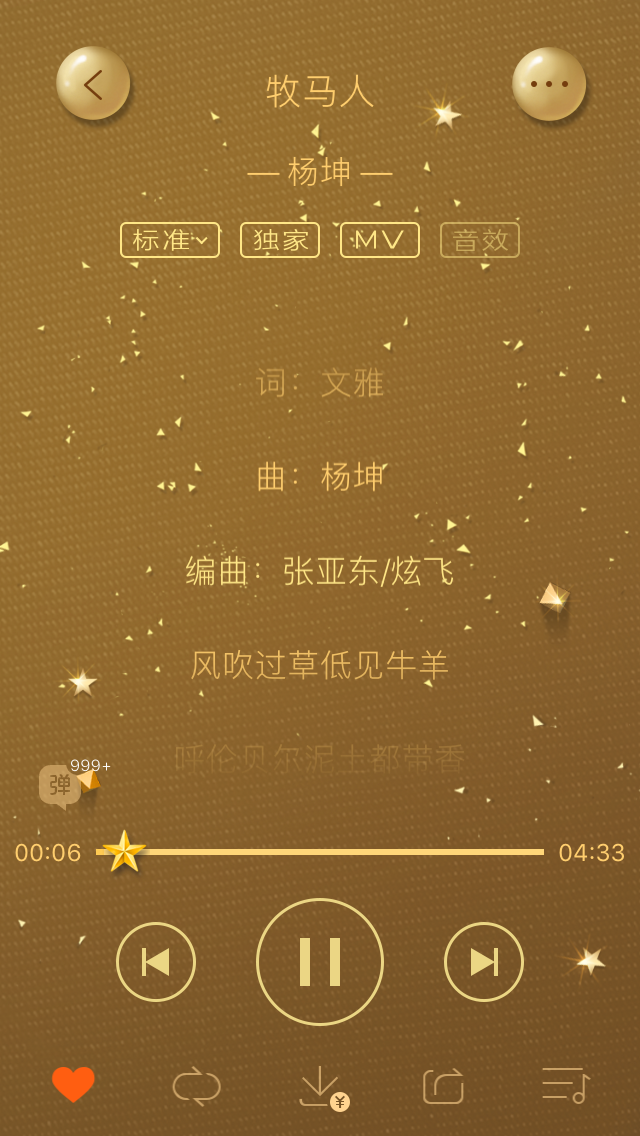 牧马人
— 杨坤 —
标准 独家 MV 音效
词：文雅
曲：杨坤
编曲：张亚东/炫飞
风吹过草低见牛羊
呼伦贝尔泥土都带香
弹 999+
00:06 04:33
¥